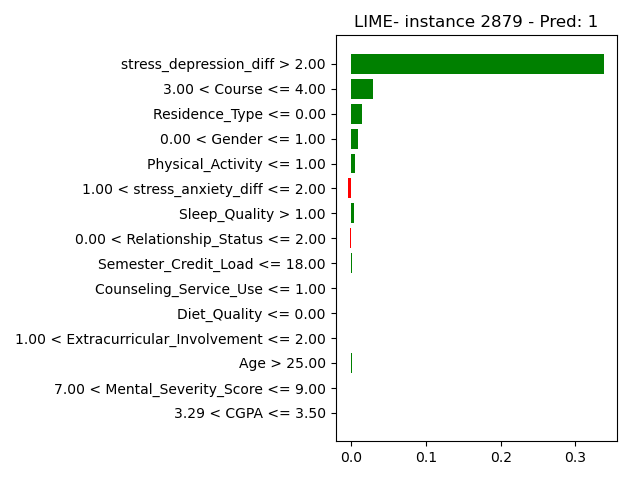 LIME- instance 2879 - Pred: 1
stress_depression_diff > 2.00
3.00 < Course <= 4.00
Residence_Type <= 0.00
0.00 < Gender <= 1.00
Physical_Activity <= 1.00
1.00 < stress_anxiety_diff <= 2.00
Sleep_Quality > 1.00
0.00 < Relationship_Status <= 2.00
Semester_Credit_Load <= 18.00
Counseling_Service_Use <= 1.00
Diet_Quality <= 0.00
1.00 < Extracurricular_Involvement <= 2.00
Age > 25.00
7.00 < Mental_Severity_Score <= 9.00
3.29 < CGPA <= 3.50
0.0 0.1 0.2 0.3